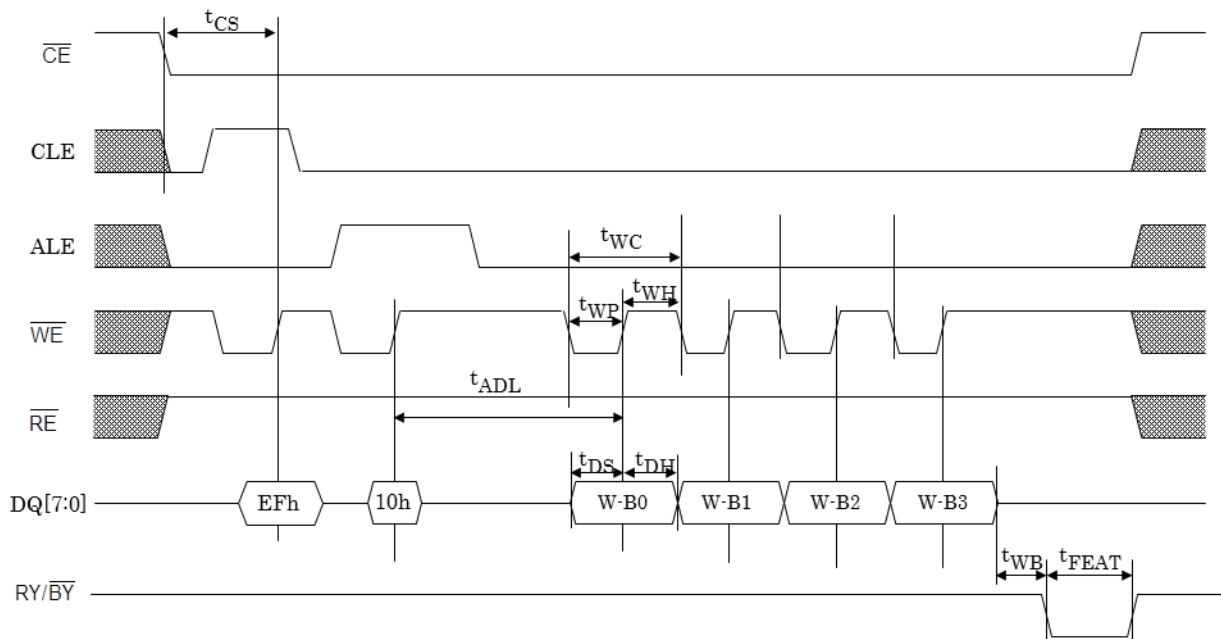 tCS
CE
CLE
ALE
tWC
tWH
tWP
WE
tADL
RE
tDS tDH
DQ[7:0] EFh 10h W-B0 W-B1 W-B2 W-B3
tWB tFEAT
RY/BY